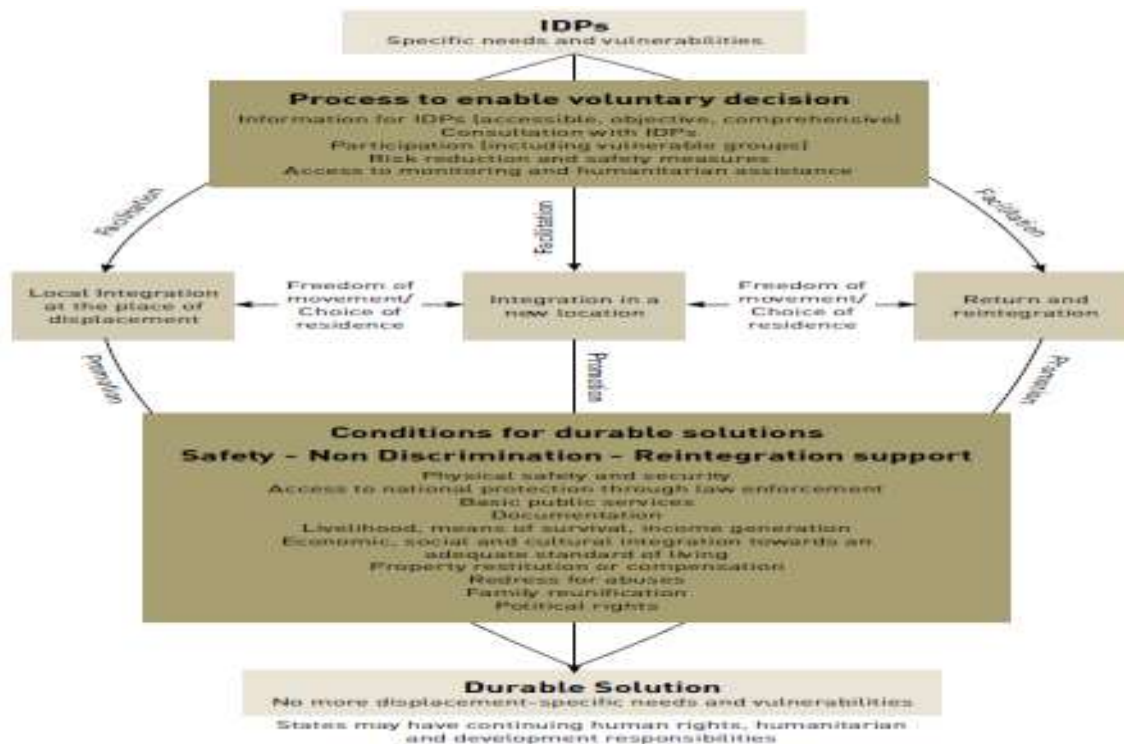 IDPs
Specific needs and vulnerabilities
Process to enable voluntary decision
Information for IDPs (accessible, objective, comprehensive)
Consultation with IDPs
Participation (including vulnerable groups)
Risk reduction and safety measures
Access to monitoring and humanitarian assistance
Facilitation
Facilitation
Facilitation
Local Integration
at the place of
displacement
Freedom of
movement/
Choice of
residence
Integration in a
new location
Freedom of
movement/
Choice of
residence
Return and
reintegration
Promotion
Promotion
Promotion
Conditions for durable solutions
Safety – Non Discrimination – Reintegration support
Physical safety and security
Access to national protection through law enforcement
Basic public services
Documentation
Livelihood, means of survival, income generation
Economic, social and cultural integration towards an
adequate standard of living
Property restitution or compensation
Redress for abuses
Family reunification
Political rights
Durable Solution
No more displacement-specific needs and vulnerabilities
States may have continuing human rights, humanitarian
and development responsibilities